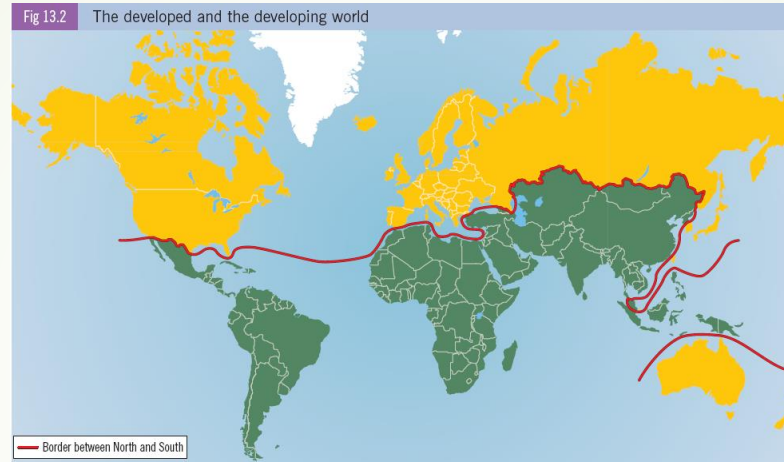 Fig 13.2 The developed and the developing world
Border between North and South